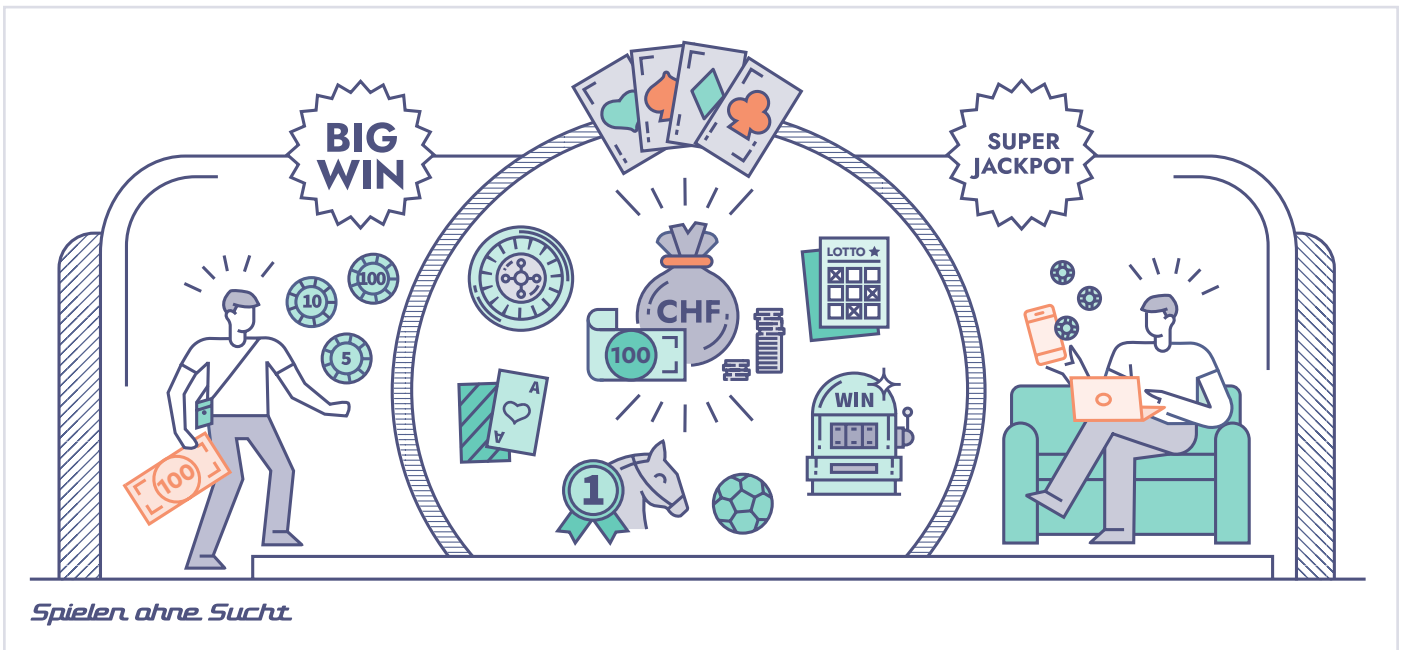 BIG
WIN
SUPER
JACKPOT
10
100
5
100
CHF
100
LOTTO ★
A
A
WIN
1
Spielen ohne Sucht